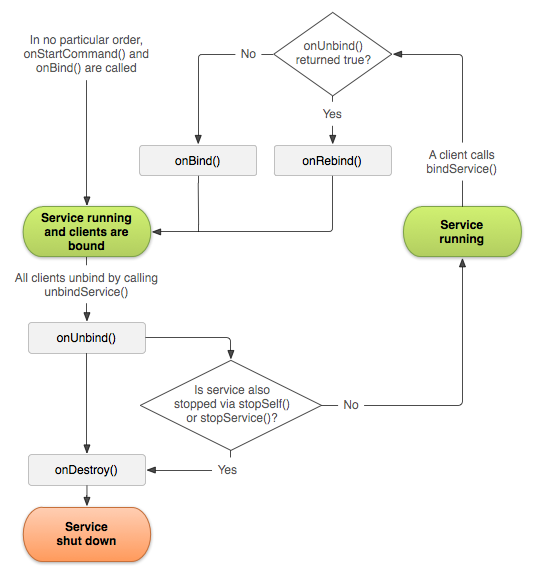 In no particular order,
onStartCommand() and
onBind() are called
onUnbind()
returned true?
No
Yes
onBind()
onRebind()
A client calls
bindService()
Service running
and clients are
bound
Service
running
All clients unbind by calling
unbindService()
onUnbind()
Is service also
stopped via stopSelf()
or stopService()?
No
Yes
onDestroy()
Service
shut down